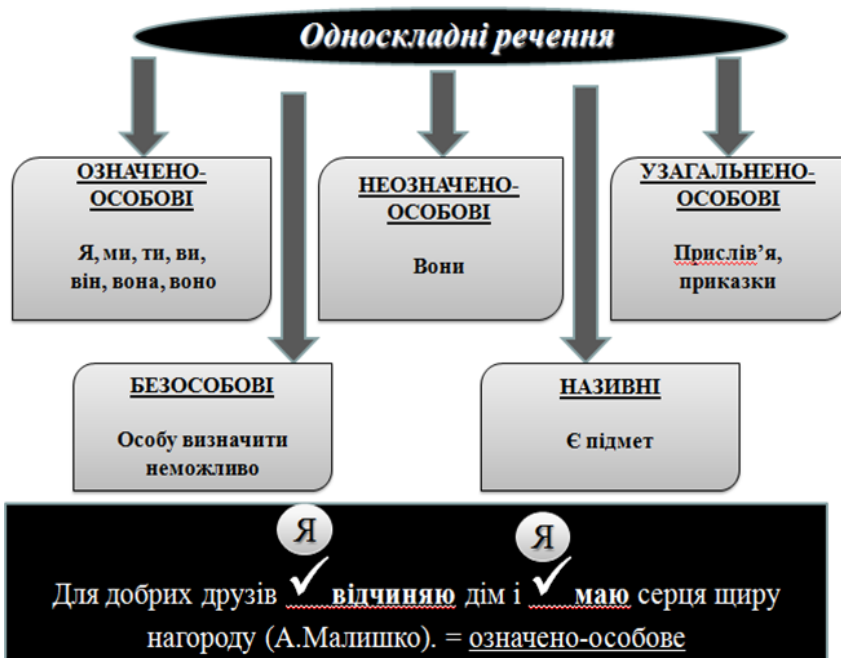 Односкладні речення
ОЗНАЧЕНО-
ОСОБОВІ
Я, ми, ти, ви,
він, вона, воно
НЕОЗНАЧЕНО-
ОСОБОВІ
Вони
УЗАГАЛЬНЕНО-
ОСОБОВІ
Прислів’я,
приказки
БЕЗОСОБОВІ
Особу визначити
неможливо
НАЗИВНІ
Є підмет
Я
Я
Для добрих друзів відчиняю дім і маю серця щиру
нагороду (А.Малишко). = означено-особове